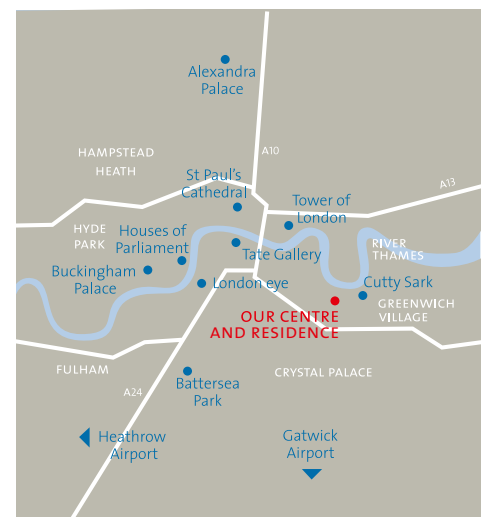 Alexandra
Palace
A10
HAMPSTEAD
HEATH
St Paul's
Cathedral
A13
Tower of
London
HYDE
PARK
Houses of
Parliament
Tate Gallery
RIVER
THAMES
Buckingham
Palace
London eye
Cutty Sark
GREENWICH
VILLAGE
OUR CENTRE
AND RESIDENCE
FULHAM
A24
Battersea
Park
CRYSTAL PALACE
Heathrow
Airport
Gatwick
Airport